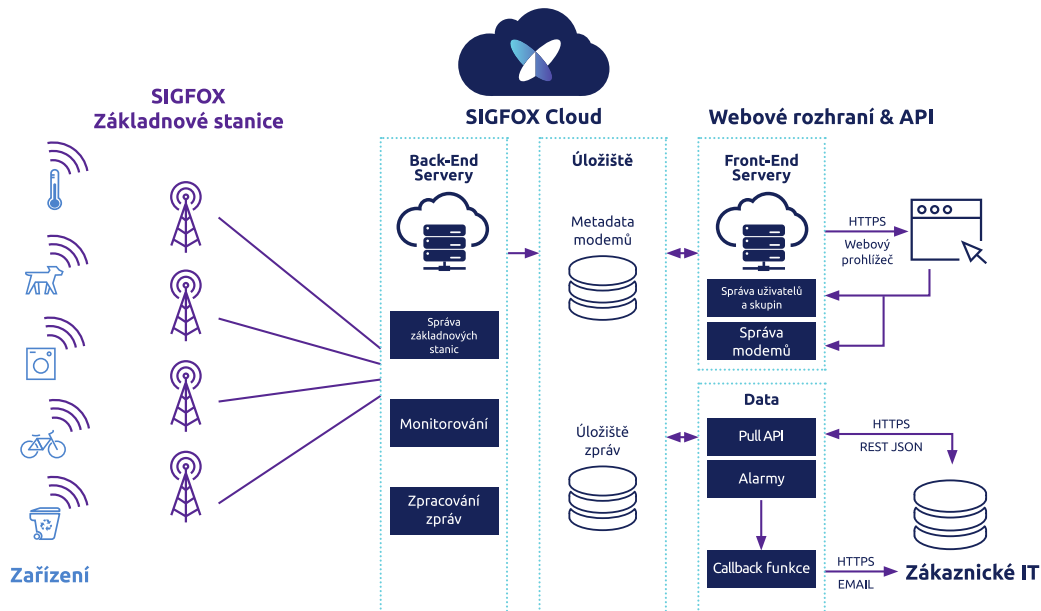 SIGFOX
Základnové stanice
SIGFOX Cloud
Webové rozhraní & API
Back-End
Servery
Úložiště
Front-End
Servery
Metadata
modemů
HTTPS
Webový
prohlížeč
Správa uživatelů
a skupin
Správa
modemů
Správa
základnových
stanic
Monitorování
Zpracování
zpráv
Úložiště
zpráv
Data
Pull API
Alarmy
Callback funkce
HTTPS
REST JSON
HTTPS
EMAIL
Zařízení
Zákaznické IT